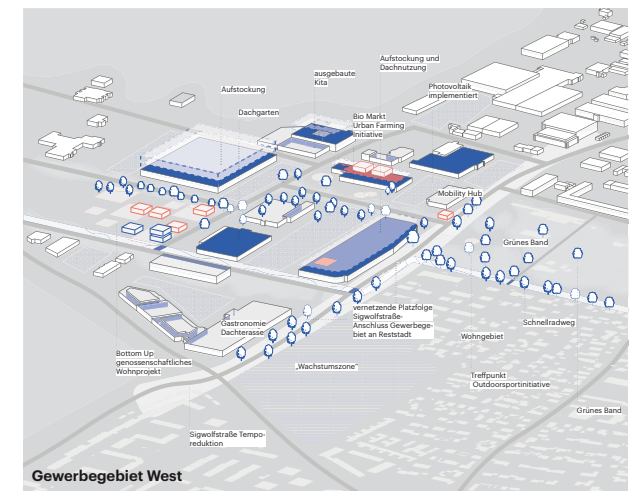 Aufstockung und
Dachnutzung
ausgebaute
Kita
Aufstockung
Photovoltaik
implementiert
Dachgarten
Bio Markt
Urban Farming
Initiative
Mobility Hub
Grünes Band
vernetzende Platzfolge
Sigwolfstraße-
Anschluss Gewerbege-
biet an Reststadt
Schnellradweg
Gastronomie
Dachterasse
Wohngebiet
Bottom Up
genossenschaftliches
Wohnprojekt
„Wachstumszone“
Treffpunkt
Outdoorsportinitiative
Grünes Band
Sigwolfstraße Tempo-
reduktion
Gewerbegebiet West